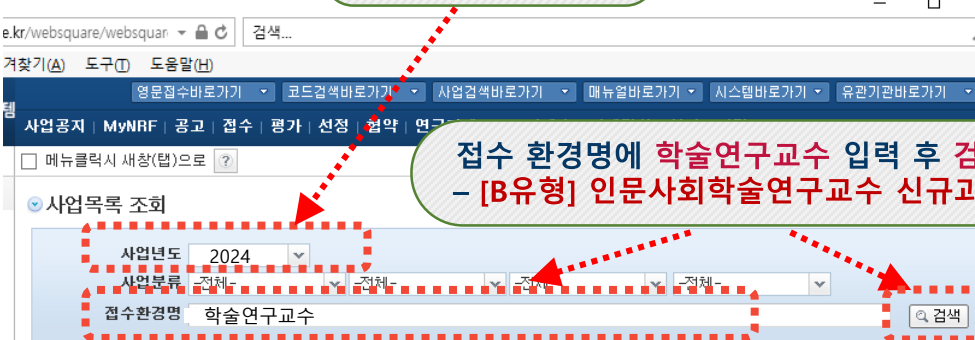 e.kr/websquare/websquar 검색...
겨찾기(A) 도구(T) 도움말(H)
영문접수바로가기 코드검색바로가기 사업검색바로가기 매뉴얼바로가기 시스템바로가기 유관기관바로가기
템
사업공지 | MyNRF | 공고 | 접수 | 평가 | 선정 | 협약 |
메뉴클릭시 새창(탭)으로 ?
접수 환경명에 학술연구교수 입력 후 검
– [B유형] 인문사회학술연구교수 신규과
사업목록 조회
사업년도 2024
사업분류 -전체- -전체- -전체- -전체-
접수환경명 학술연구교수 검색